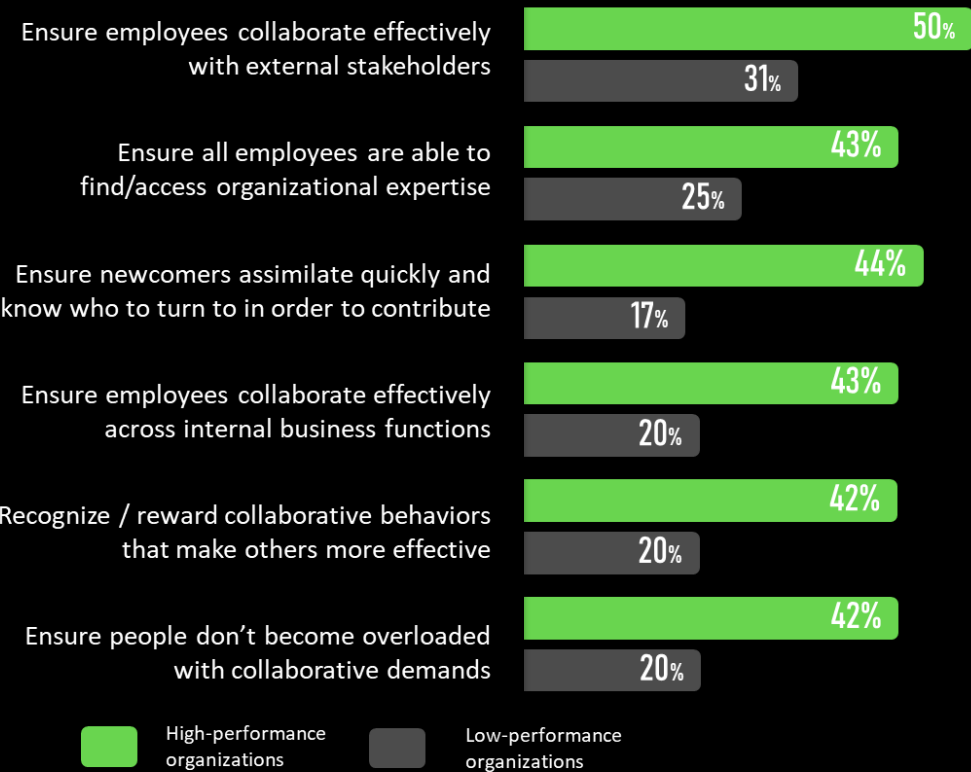 Ensure employees collaborate effectively
with external stakeholders
50%
31%
Ensure all employees are able to
find/access organizational expertise
43%
25%
Ensure newcomers assimilate quickly and
know who to turn to in order to contribute
44%
17%
Ensure employees collaborate effectively
across internal business functions
43%
20%
Recognize / reward collaborative behaviors
that make others more effective
42%
20%
Ensure people don’t become overloaded
with collaborative demands
42%
20%
High-performance
organizations
Low-performance
organizations